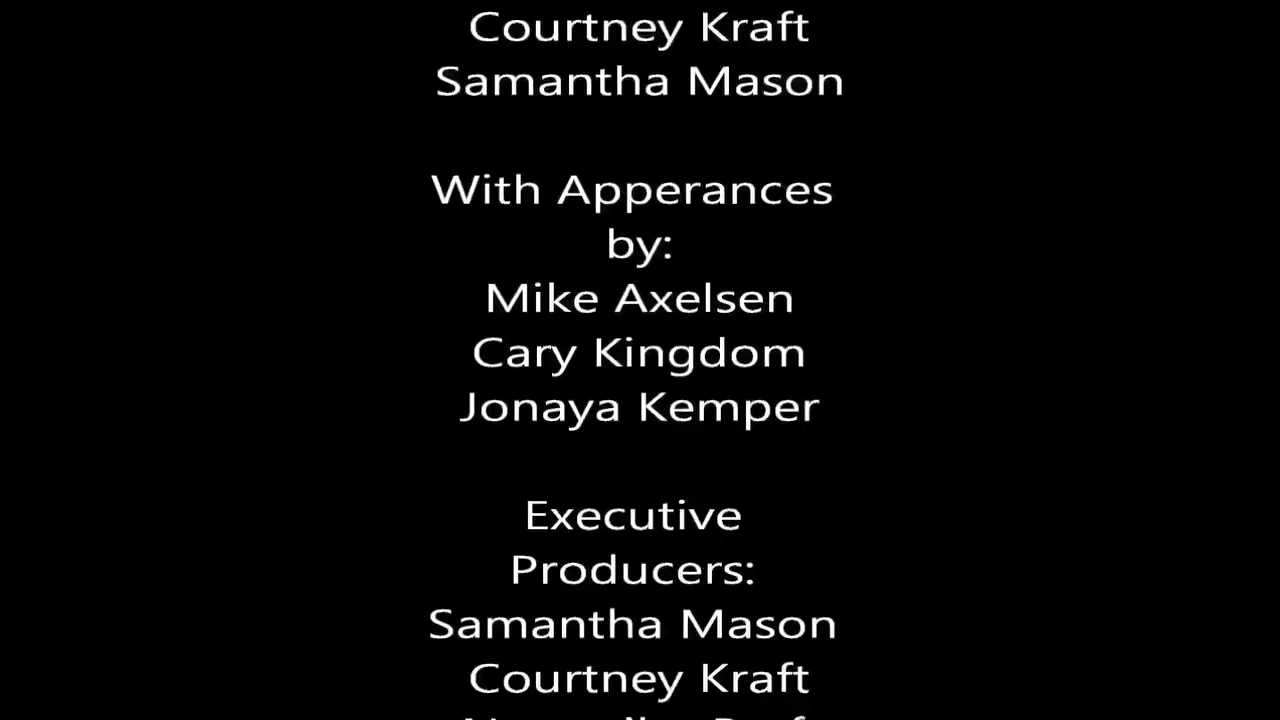 Courtney Kraft
Samantha Mason
With Apperances
by:
Mike Axelsen
Cary Kingdom
Jonaya Kemper
Executive
Producers:
Samantha Mason
Courtney Kraft